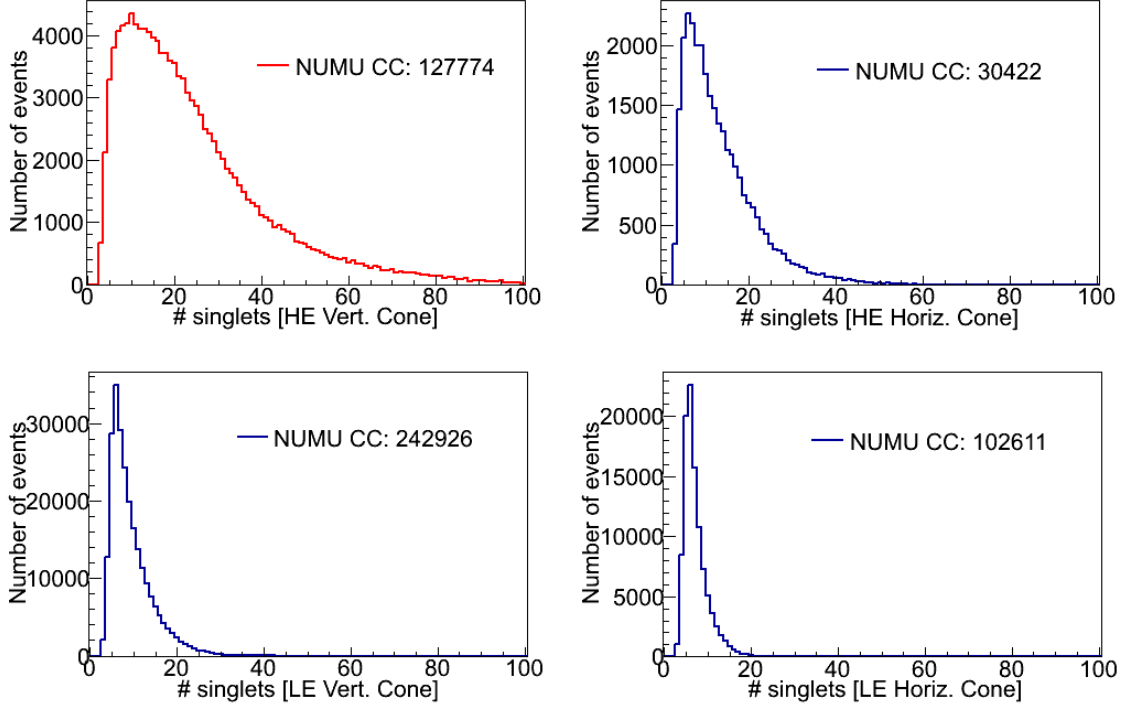 Number of events
4000
3000
2000
1000
0
NUMU CC: 127774
0 20 40 60 80 100
# singlets [HE Vert. Cone]
Number of events
2000
1500
1000
500
0
NUMU CC: 30422
0 20 40 60 80 100
# singlets [HE Horiz. Cone]
Number of events
30000
20000
10000
0
NUMU CC: 242926
0 20 40 60 80 100
# singlets [LE Vert. Cone]
Number of events
20000
15000
10000
5000
0
NUMU CC: 102611
0 20 40 60 80 100
# singlets [LE Horiz. Cone]